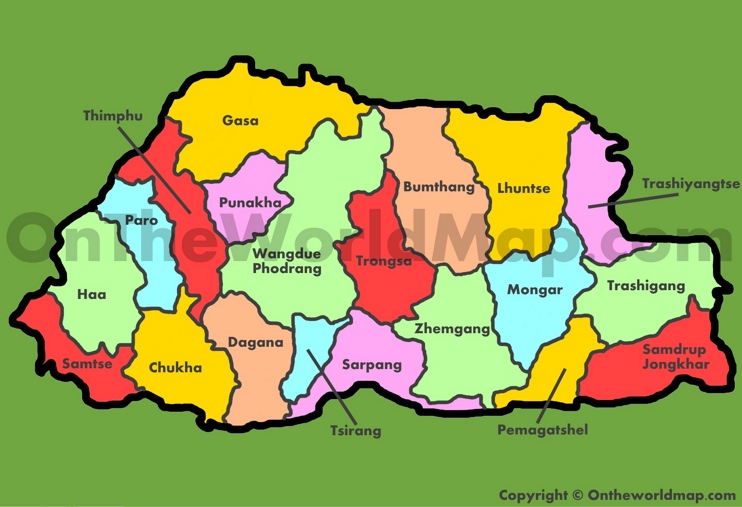 Thimphu
Gasa
Trashiyangtse
Paro
Punakha
Bumthang
Lhuntse
OnTheWorldMap.com
Wangdue
Phodrang
Trongsa
Haa
Mongar
Trashigang
Zhemgang
Samtse
Chukha
Dagana
Sarpang
Samdrup
Jongkhar
Tsirang
Pemagatshel
Copyright © Ontheworldmap.com